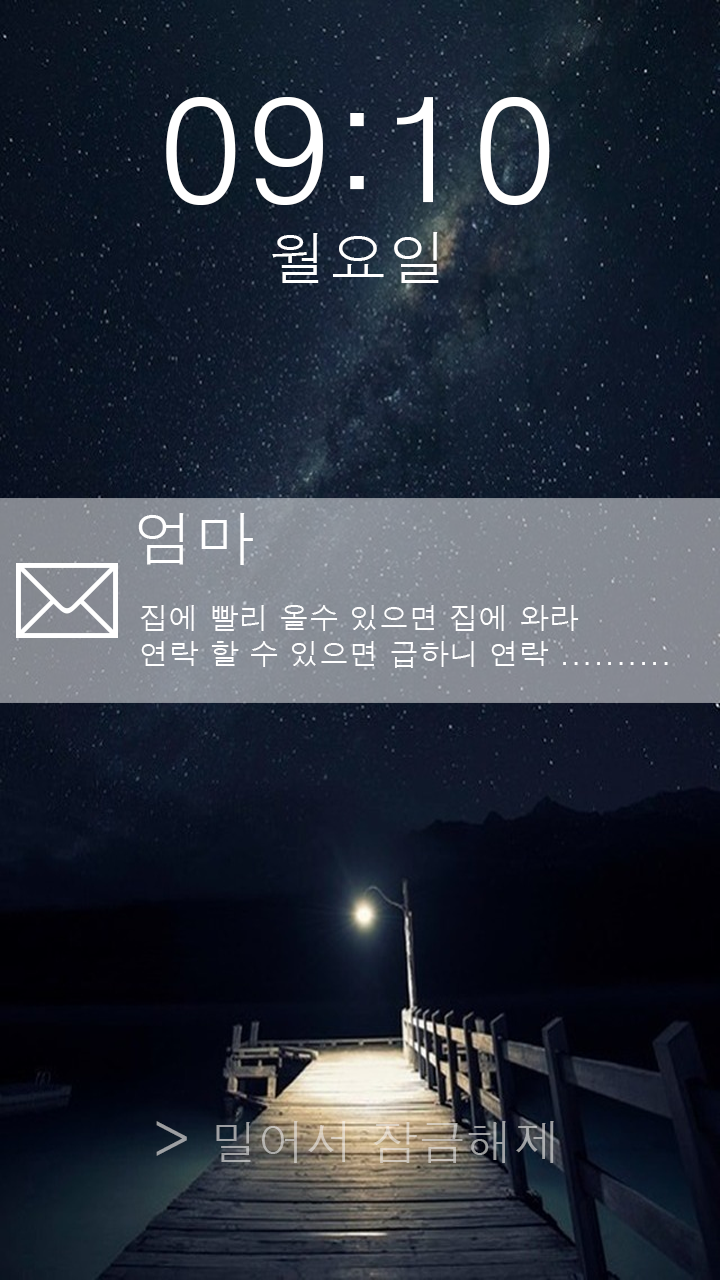 09:10
월요일
엄마
집에 빨리 올수 있으면 집에 와라
연락 할 수 있으면 급하니 연락 ..........
> 밀어서 잠금해제